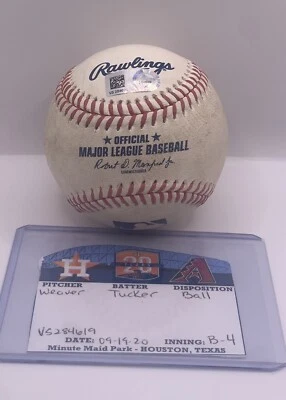 Rawlings
OFFICIAL
MAJOR LEAGUE BASEBALL
Robert D. Manfred Jr.
COMMISSIONER
H
20
A
PITCHER BATTER DISPOSITION
Weaver Tucker Ball
VS284619
DATE: 09-19-20 INNING: B-4
Minute Maid Park - HOUSTON, TEXAS